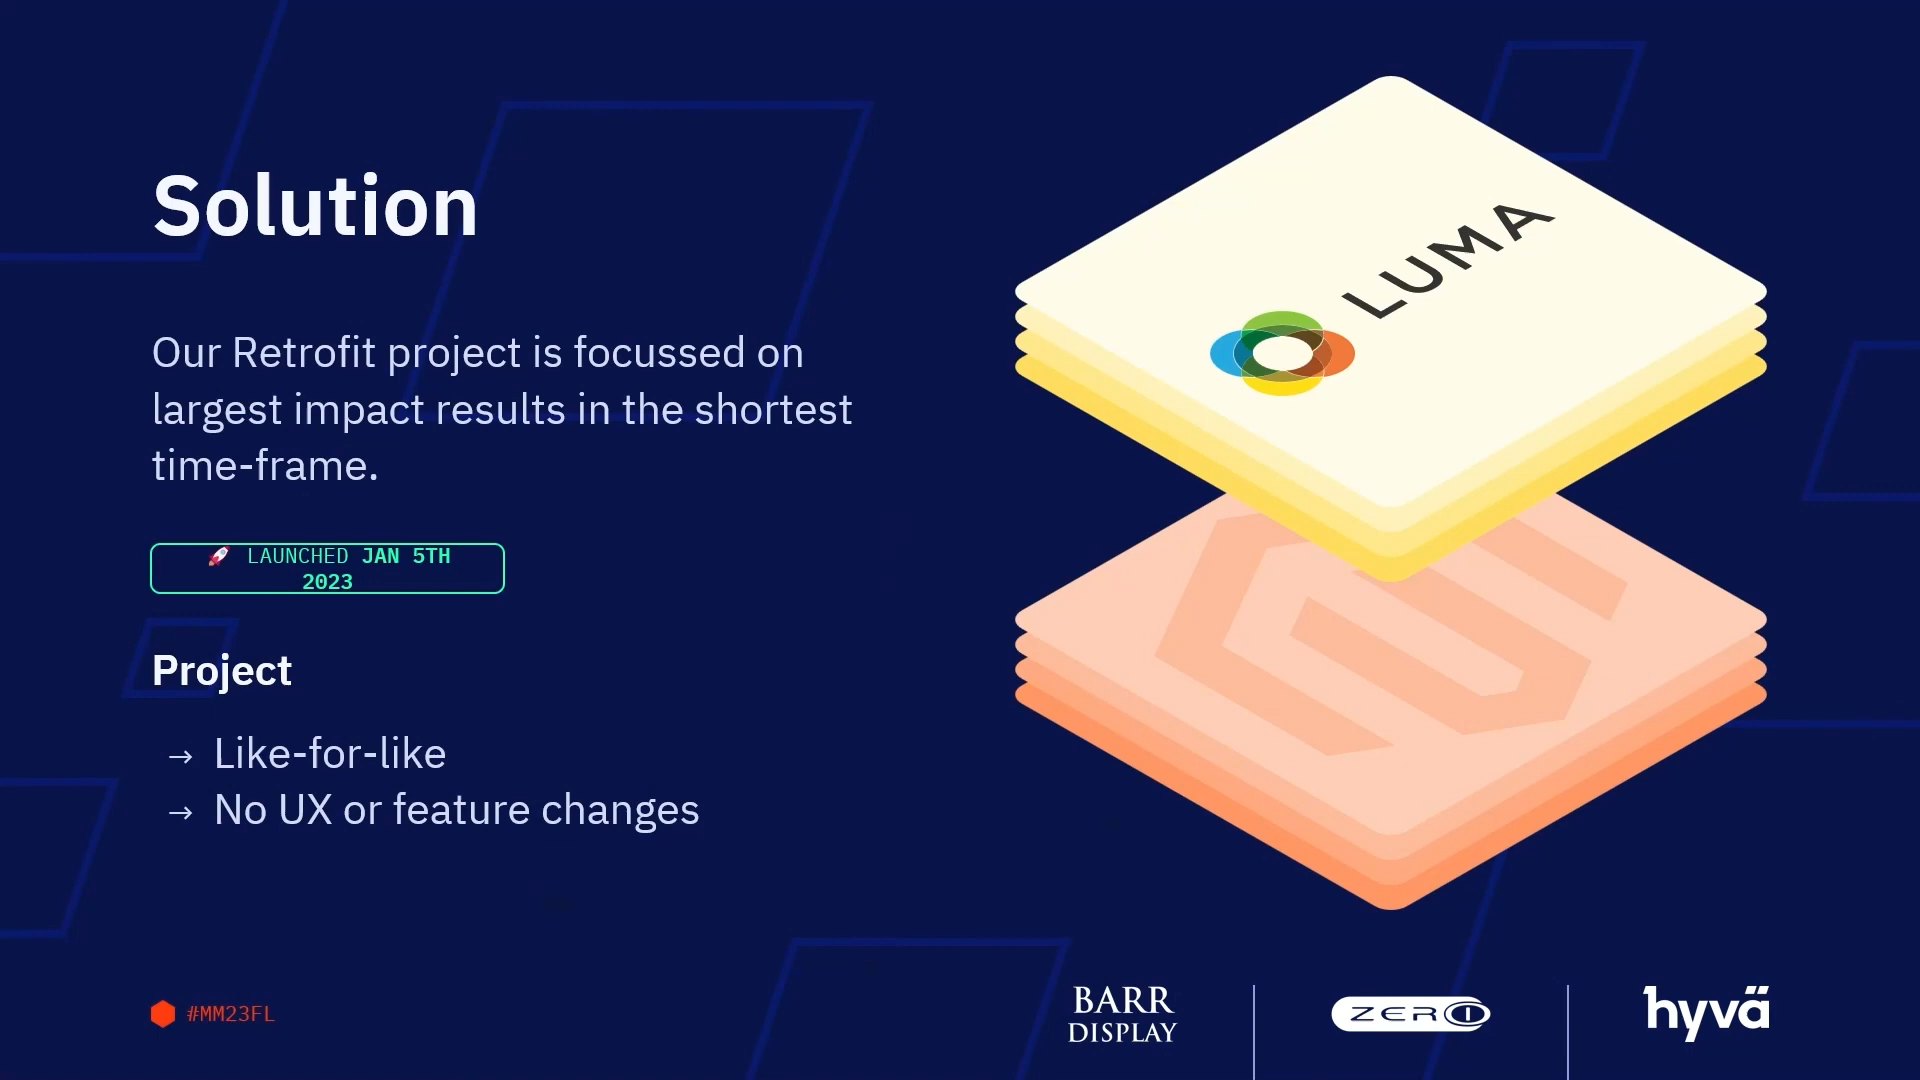 Solution
Our Retrofit project is focussed on
largest impact results in the shortest
time-frame.
🚀 LAUNCHED JAN 5TH
2023
Project
→ Like-for-like
→ No UX or feature changes
LUMA
#MM23FL
BARR
DISPLAY
ZERO1
hyvä